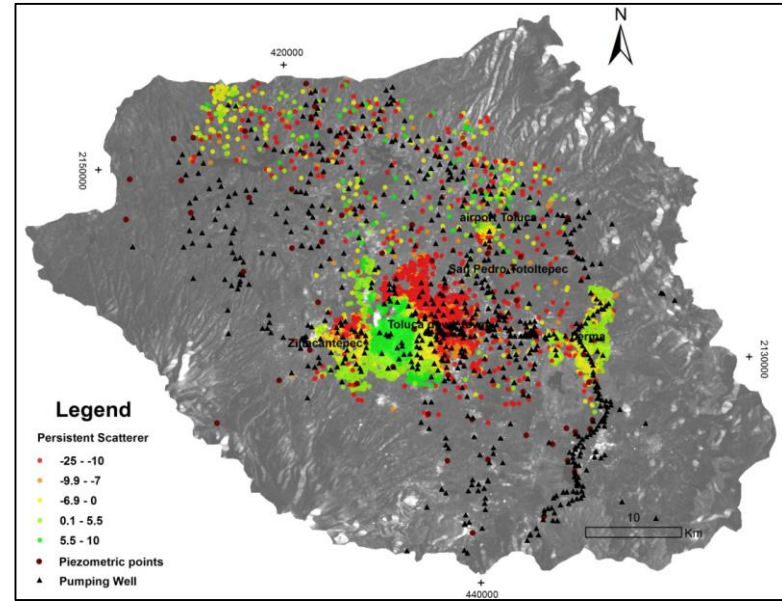 N
420000
2150000
airport Toluca
San Pedro Totoltepec
Toluca
Zinacantepec
Lerma
2130000
Legend
Persistent Scatterer
-25 - -10
-9.9 - -7
-6.9 - 0
0.1 - 5.5
5.5 - 10
Piezometric points
Pumping Well
10
Km
440000